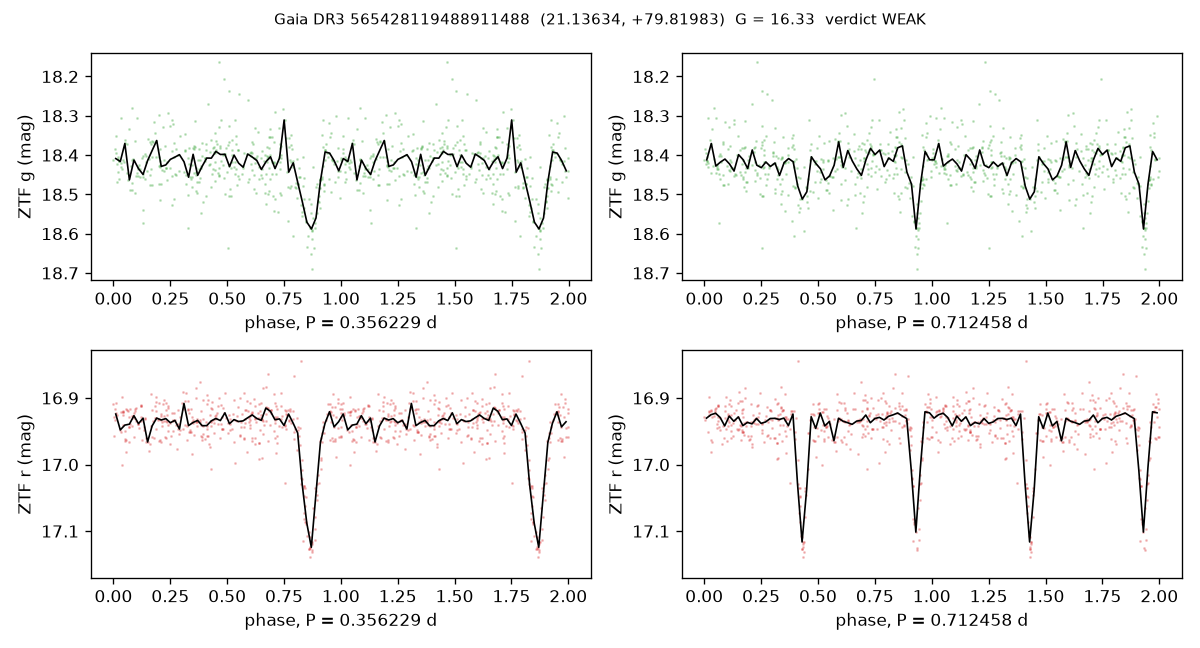 Gaia DR3 565428119488911488 (21.13634, +79.81983) G = 16.33 verdict WEAK
ZTF g (mag)
18.2
18.3
18.4
18.5
18.6
18.7
0.00 0.25 0.50 0.75 1.00 1.25 1.50 1.75 2.00
phase, P = 0.356229 d
ZTF g (mag)
18.2
18.3
18.4
18.5
18.6
18.7
0.00 0.25 0.50 0.75 1.00 1.25 1.50 1.75 2.00
phase, P = 0.712458 d
ZTF r (mag)
16.9
17.0
17.1
0.00 0.25 0.50 0.75 1.00 1.25 1.50 1.75 2.00
phase, P = 0.356229 d
ZTF r (mag)
16.9
17.0
17.1
0.00 0.25 0.50 0.75 1.00 1.25 1.50 1.75 2.00
phase, P = 0.712458 d